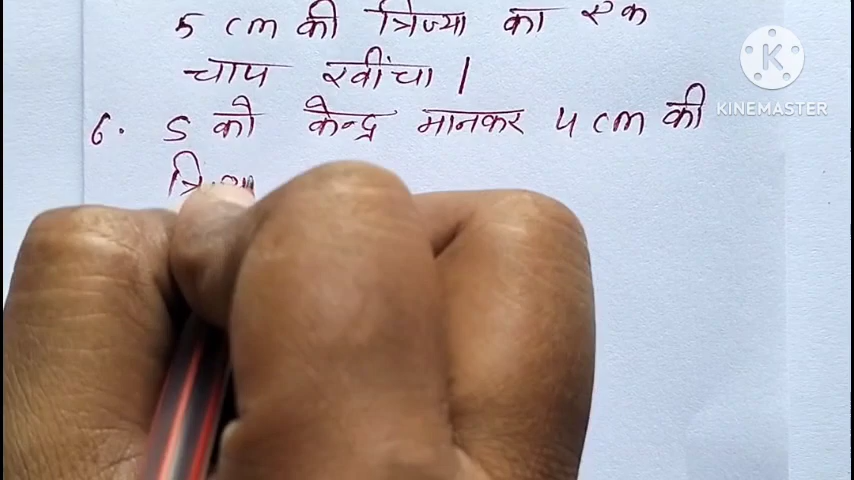 5 cm की त्रिज्या का एक
चाप खींचा |
6. S को केन्द्र मानकर 4 cm की
KINEMASTER